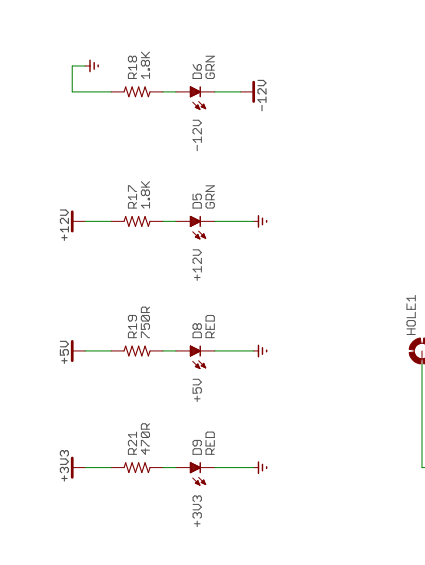 R18
1.8K
D6
GRN
-12V
-12V
R17
1.8K
D5
GRN
+12V
+12V
R19
750R
D8
RED
+5V
+5V
HOLE1
R21
470R
D9
RED
+3V3
+3V3